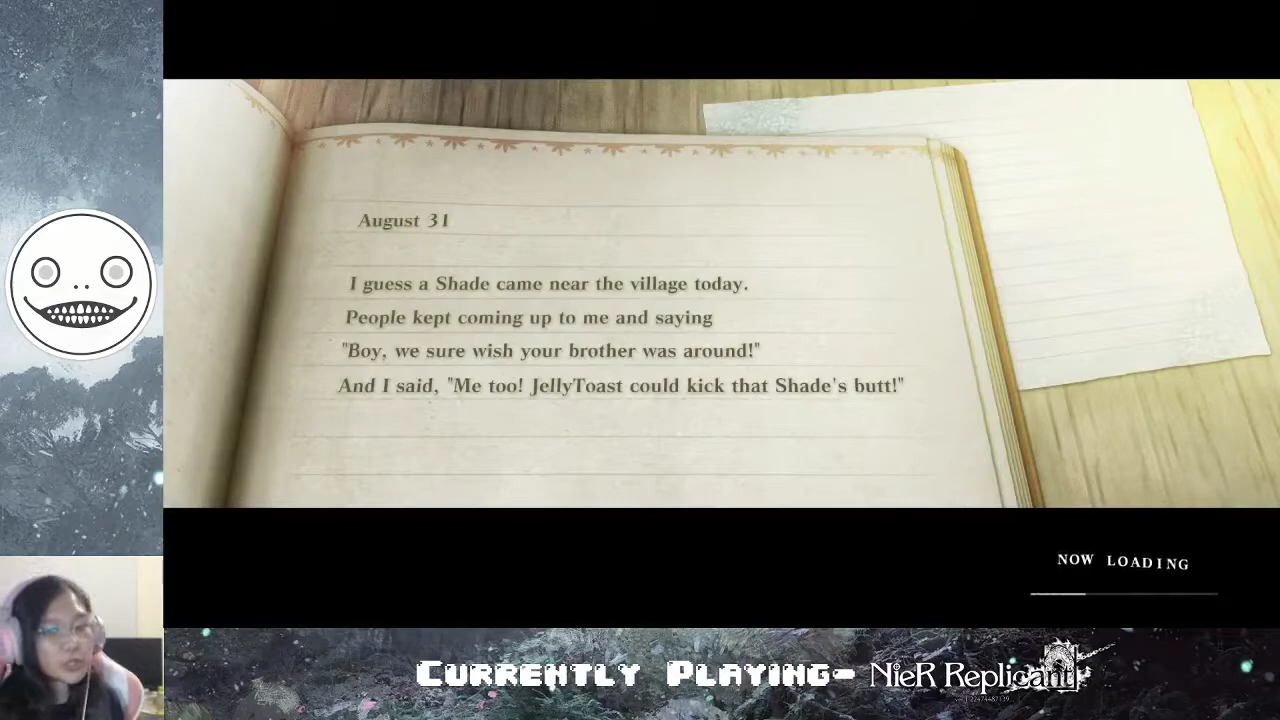 August 31
I guess a Shade came near the village today.
People kept coming up to me and saying
"Boy, we sure wish your brother was around!"
And I said, "Me too! JellyToast could kick that Shade's butt!"
NOW LOADING
CURRENTLY PLAYING-
NieR Replicant